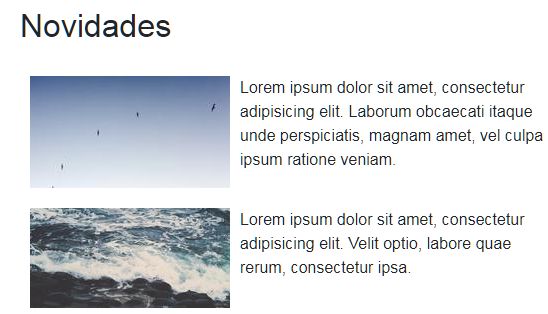 Novidades
Lorem ipsum dolor sit amet, consectetur
adipisicing elit. Laborum obcaecati itaque
unde perspiciatis, magnam amet, vel culpa
ipsum ratione veniam.
Lorem ipsum dolor sit amet, consectetur
adipisicing elit. Velit optio, labore quae
rerum, consectetur ipsa.